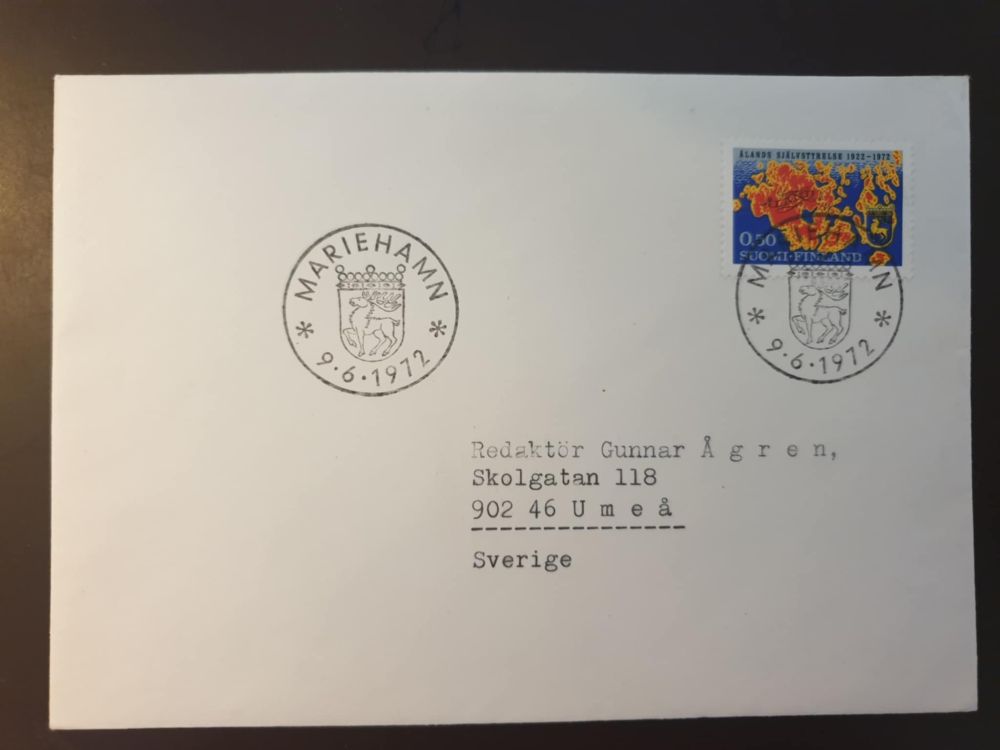 ÅLANDS SJÄLVSTYRELSE 1922-1972
0,50
SUOMI·FINLAND
MARIEHAMN
9·6·1972
MARIEHAMN
9·6·1972
Redaktör Gunnar Å g r e n,
Skolgatan 118
902 46 U m e å
Sverige